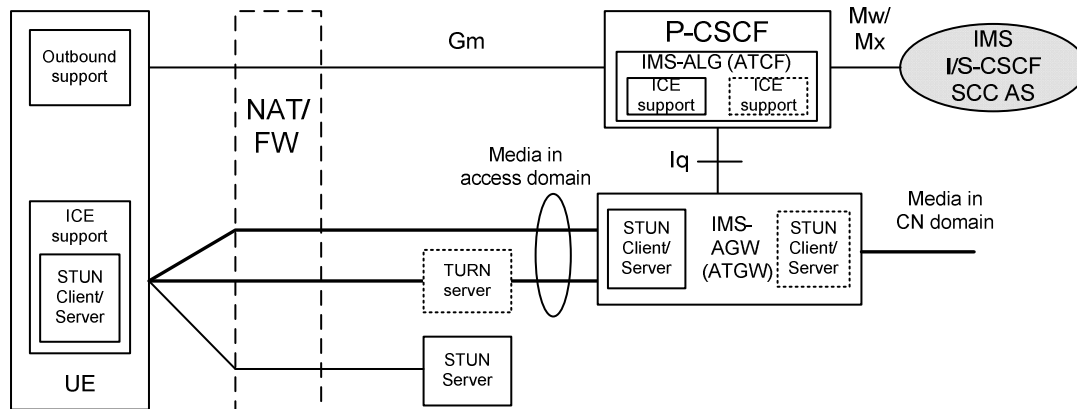 Outbound
support
NAT/
FW
Gm
P-CSCF
IMS-ALG (ATCF)
ICE
support
ICE
support
Mw/
Mx
IMS
I/S-CSCF
SCC AS
Iq
Media in
access domain
Media in
CN domain
ICE
support
STUN
Client/
Server
UE
TURN
server
STUN
Server
STUN
Client/
Server
IMS-
AGW
(ATGW)
STUN
Client/
Server